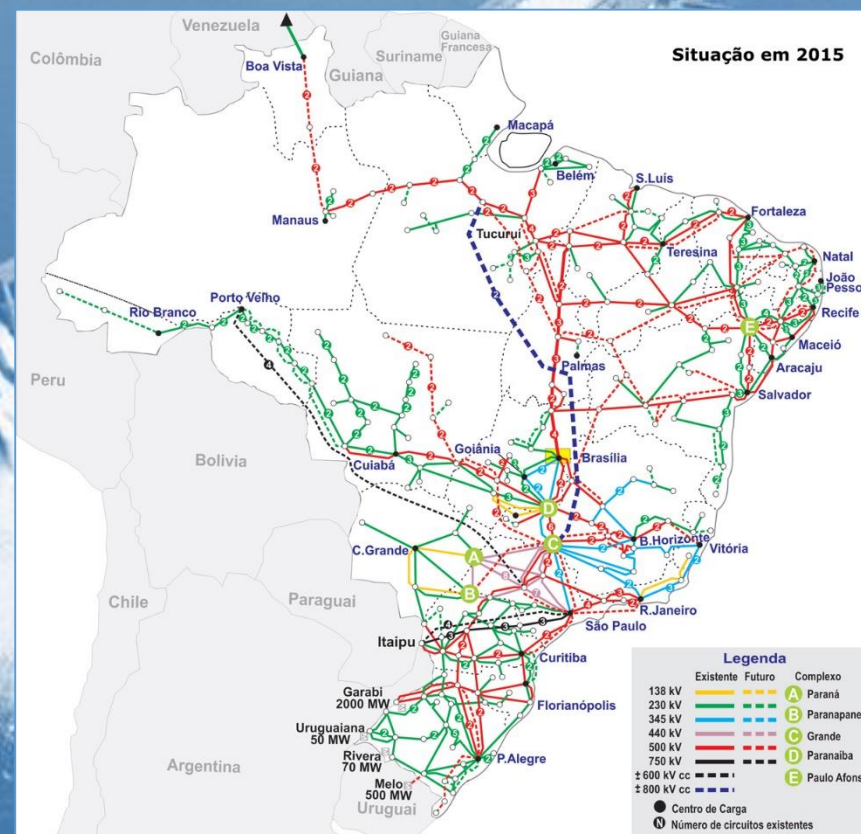 Situação em 2015
Venezuela
Guiana
Francesa
Colômbia
Suriname
Boa Vista
Guiana
Macapá
Belém
S.Luís
Manaus
Fortaleza
Tucuruí
Teresina
Natal
João
Pesso
Porto Velho
Rio Branco
Recife
E
Maceió
Palmas
Aracaju
Peru
Salvador
Goiânia
Brasília
Cuiabá
Bolívia
D
C.Grande
C
B.Horizonte
A
Vitória
B
Chile
Paraguai
R.Janeiro
São Paulo
Itaipu
Curitiba
Garabi
2000 MW
Florianópolis
Uruguaiana
50 MW
Rivera
70 MW
P.Alegre
Melo
500 MW
Argentina
Uruguai
Legenda
Existente Futuro Complexo
138 kV A Paraná
230 kV
345 kV B Paranapane
440 kV C Grande
500 kV D Paranaíba
750 kV
± 600 kV cc E Paulo Afons
± 800 kV cc
Centro de Carga
N Número de circuitos existentes